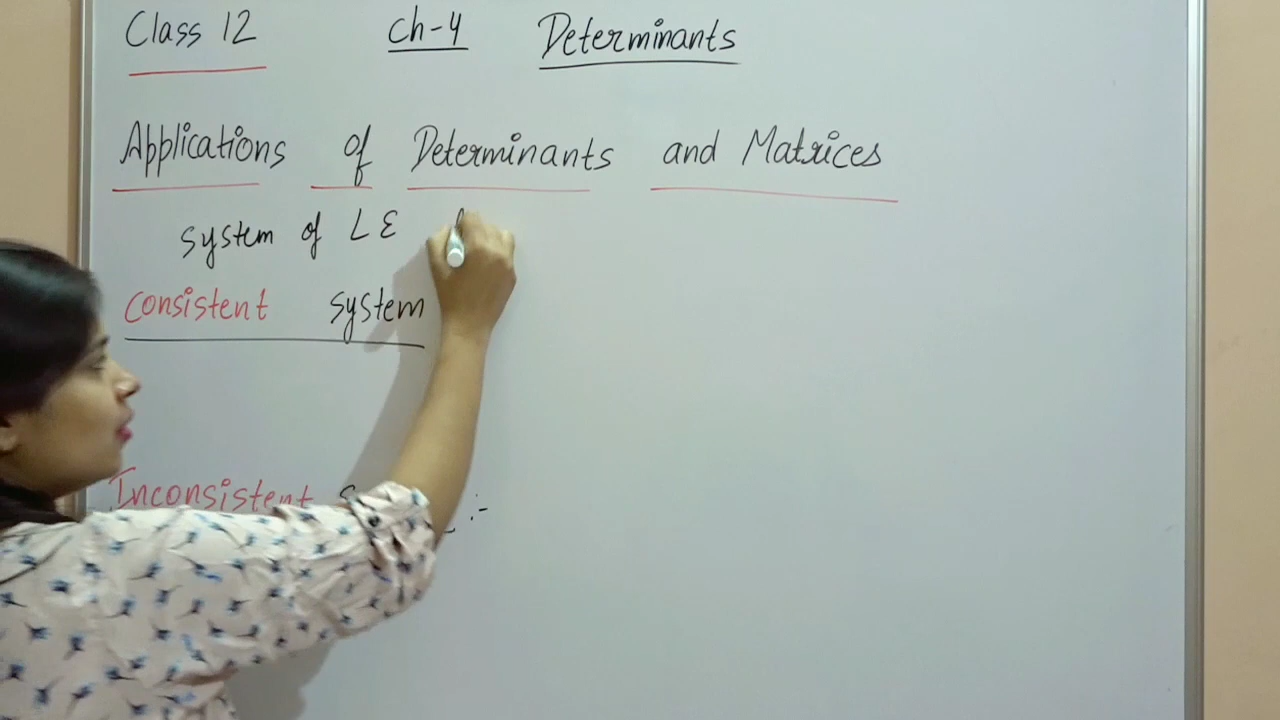 Class 12 Ch-4 Determinants
Applications of Determinants and Matrices
system of LE
Consistent system
Inconsistent :-